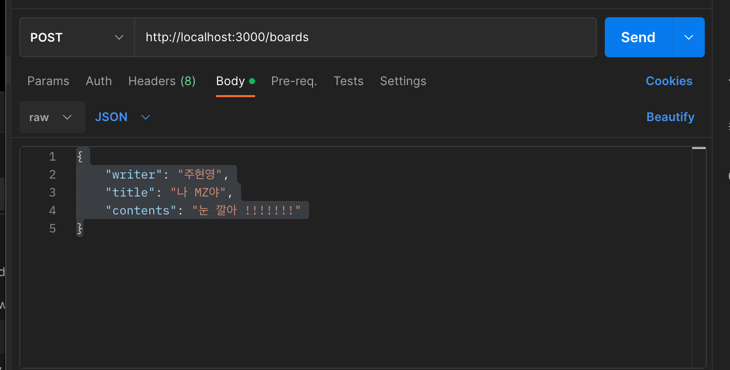 POST http://localhost:3000/boards Send
Params Auth Headers (8) Body Pre-req. Tests Settings Cookies
raw JSON Beautify
1 {
2 "writer": "주현영",
3 "title": "나 MZ야",
4 "contents": "눈 깔아 !!!!!!!"
5 }